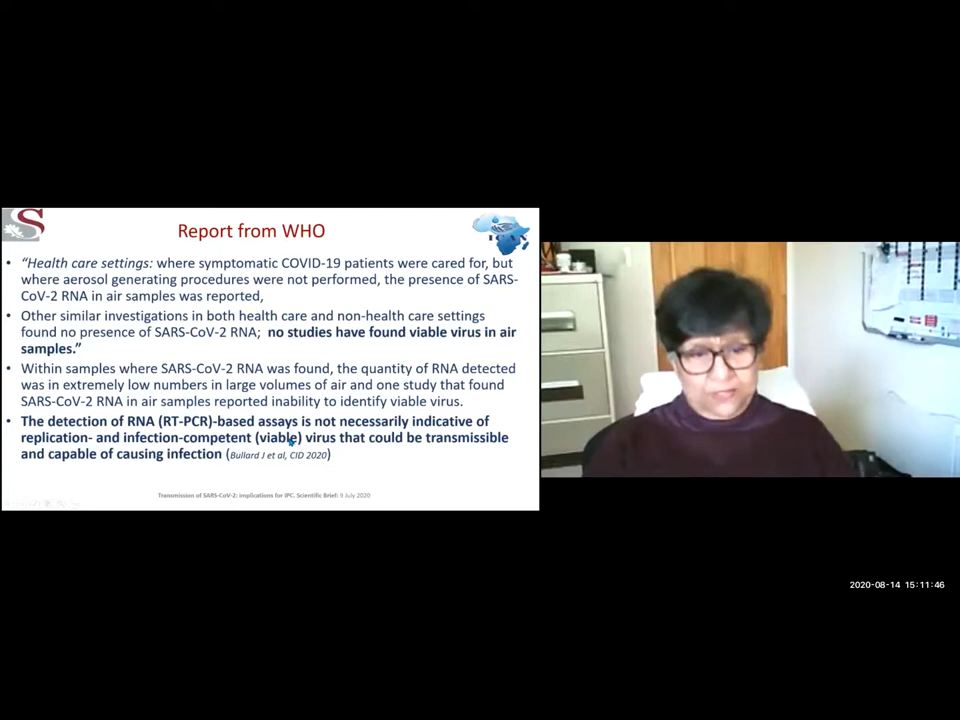 S
Report from WHO
ICAN
• “Health care settings: where symptomatic COVID-19 patients were cared for, but
where aerosol generating procedures were not performed, the presence of SARS-
CoV-2 RNA in air samples was reported,
• Other similar investigations in both health care and non-health care settings
found no presence of SARS-CoV-2 RNA; no studies have found viable virus in air
samples.”
• Within samples where SARS-CoV-2 RNA was found, the quantity of RNA detected
was in extremely low numbers in large volumes of air and one study that found
SARS-CoV-2 RNA in air samples reported inability to identify viable virus.
• The detection of RNA (RT-PCR)-based assays is not necessarily indicative of
replication- and infection-competent (viable) virus that could be transmissible
and capable of causing infection (Bullard J et al, CID 2020)
Transmission of SARS-CoV-2: implications for IPC. Scientific Brief: 9 July 2020
2020-08-14 15:11:46